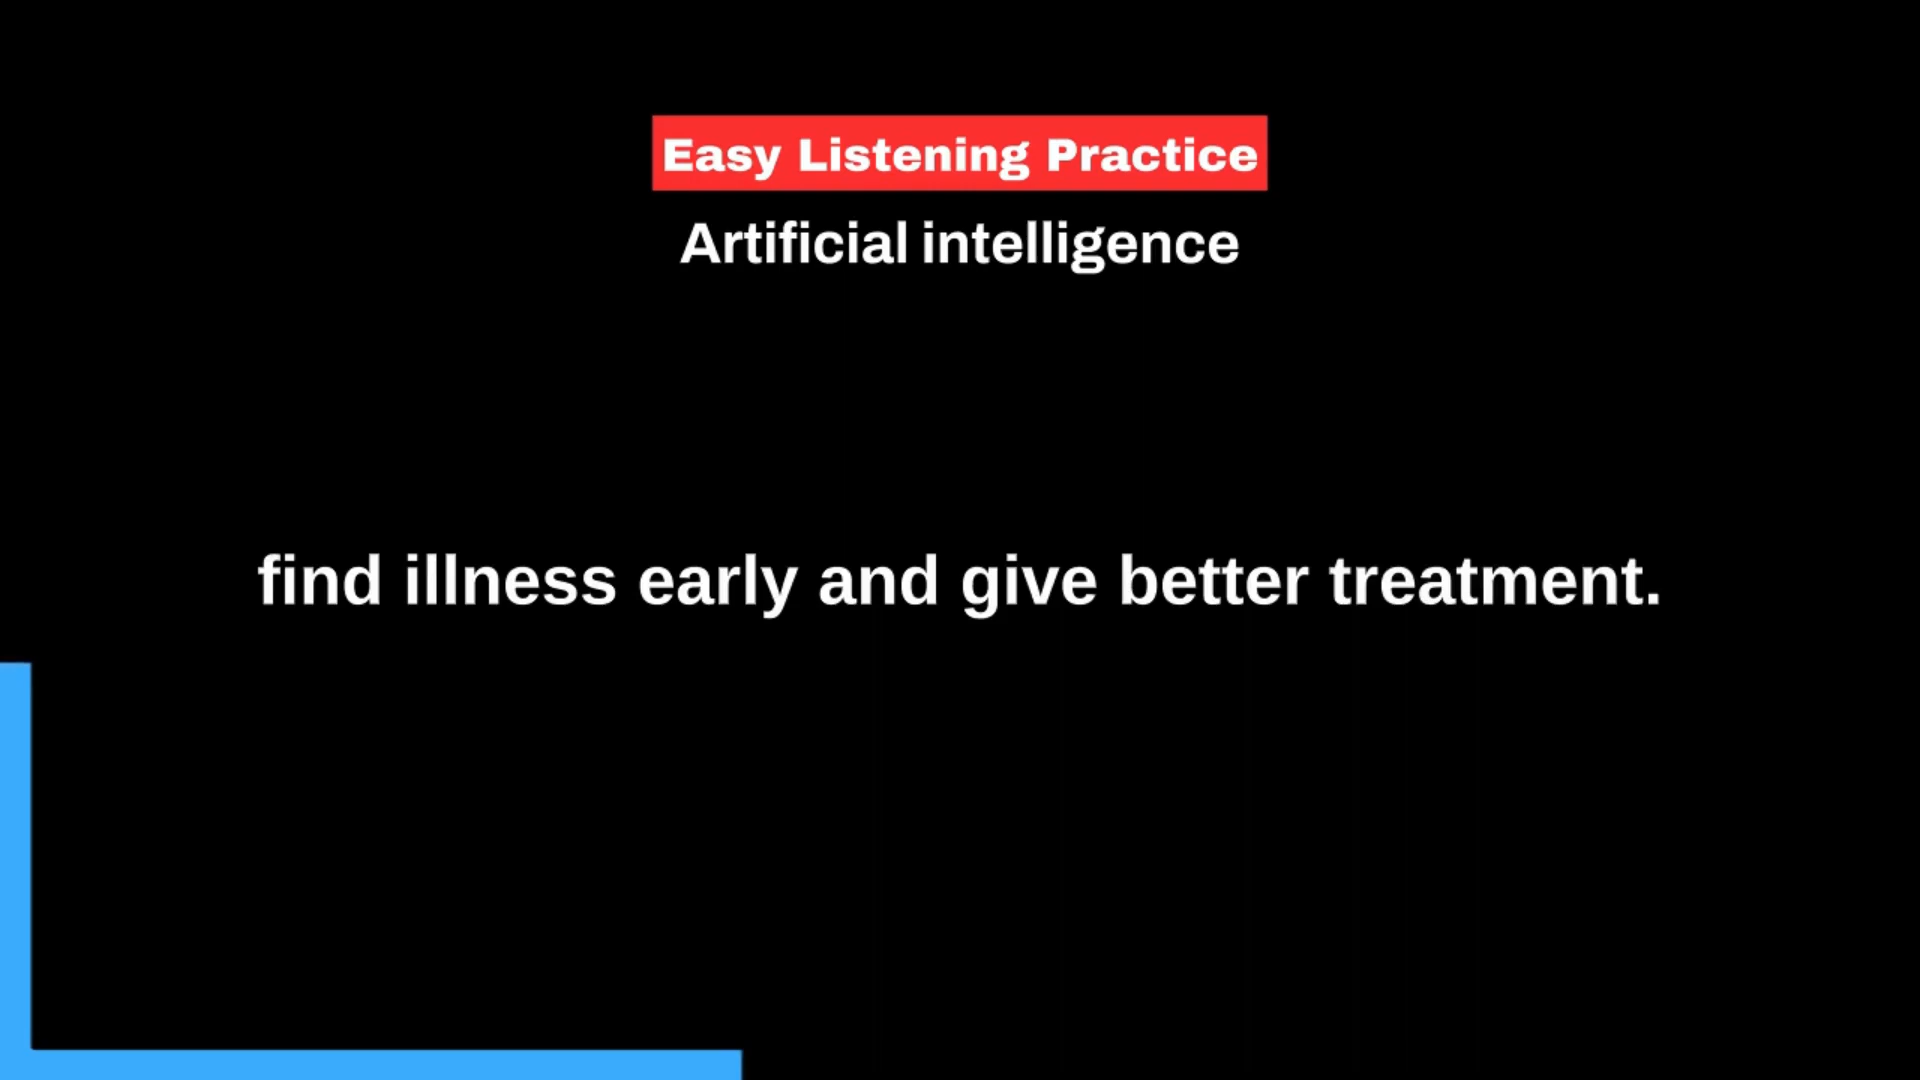 Easy Listening Practice
Artificial intelligence
find illness early and give better treatment.